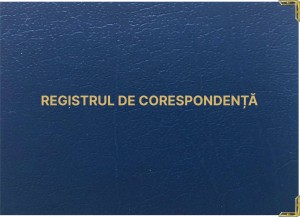 REGISTRUL DE CORESPONDENȚĂ